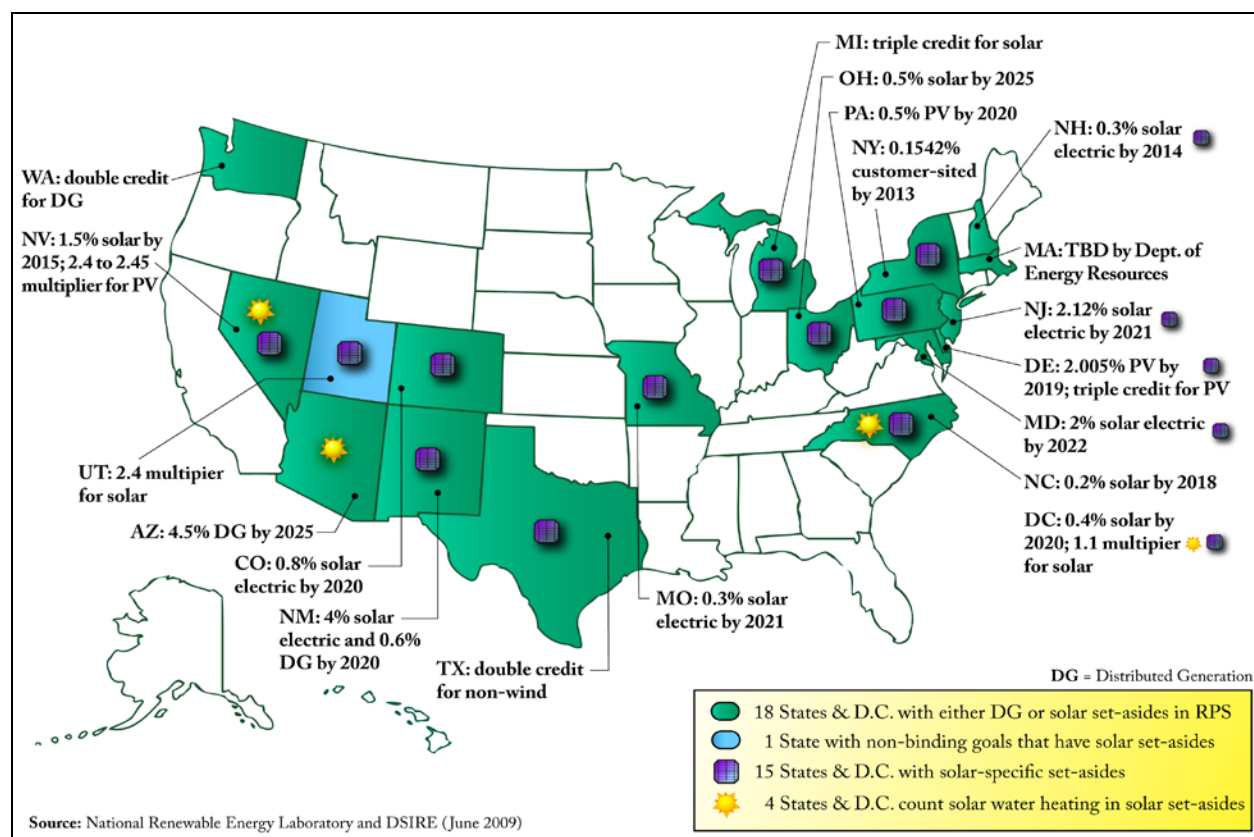 MI: triple credit for solar
OH: 0.5% solar by 2025
PA: 0.5% PV by 2020
NY: 0.1542%
customer-sited
by 2013
NH: 0.3% solar
electric by 2014
WA: double credit
for DG
NV: 1.5% solar by
2015; 2.4 to 2.45
multiplier for PV
MA: TBD by Dept. of
Energy Resources
NJ: 2.12% solar
electric by 2021
DE: 2.005% PV by
2019; triple credit for PV
MD: 2% solar electric
by 2022
NC: 0.2% solar by 2018
DC: 0.4% solar by
2020; 1.1 multipier
for solar
UT: 2.4 multipier
for solar
AZ: 4.5% DG by 2025
CO: 0.8% solar
electric by 2020
NM: 4% solar
electric and 0.6%
DG by 2020
TX: double credit
for non-wind
MO: 0.3% solar
electric by 2021
DG = Distributed Generation
18 States & D.C. with either DG or solar set-asides in RPS
1 State with non-binding goals that have solar set-asides
15 States & D.C. with solar-specific set-asides
4 States & D.C. count solar water heating in solar set-asides
Source: National Renewable Energy Laboratory and DSIRE (June 2009)